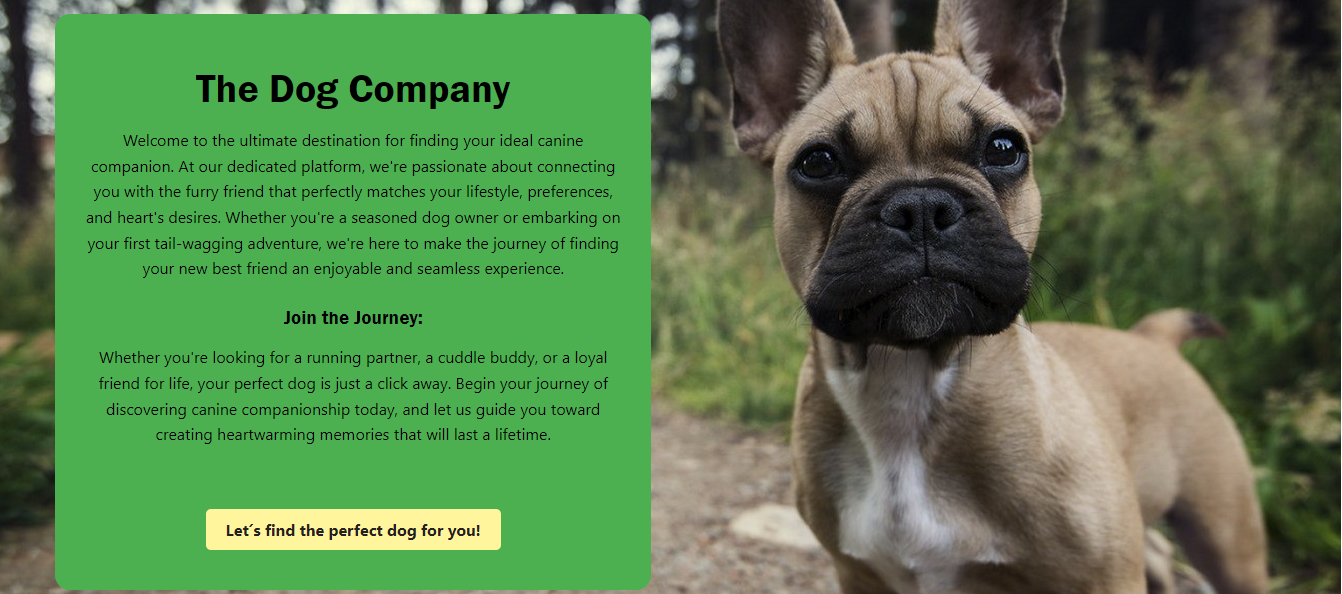 The Dog Company
Welcome to the ultimate destination for finding your ideal canine
companion. At our dedicated platform, we're passionate about connecting
you with the furry friend that perfectly matches your lifestyle, preferences,
and heart's desires. Whether you're a seasoned dog owner or embarking on
your first tail-wagging adventure, we're here to make the journey of finding
your new best friend an enjoyable and seamless experience.
Join the Journey:
Whether you're looking for a running partner, a cuddle buddy, or a loyal
friend for life, your perfect dog is just a click away. Begin your journey of
discovering canine companionship today, and let us guide you toward
creating heartwarming memories that will last a lifetime.
Let´s find the perfect dog for you!